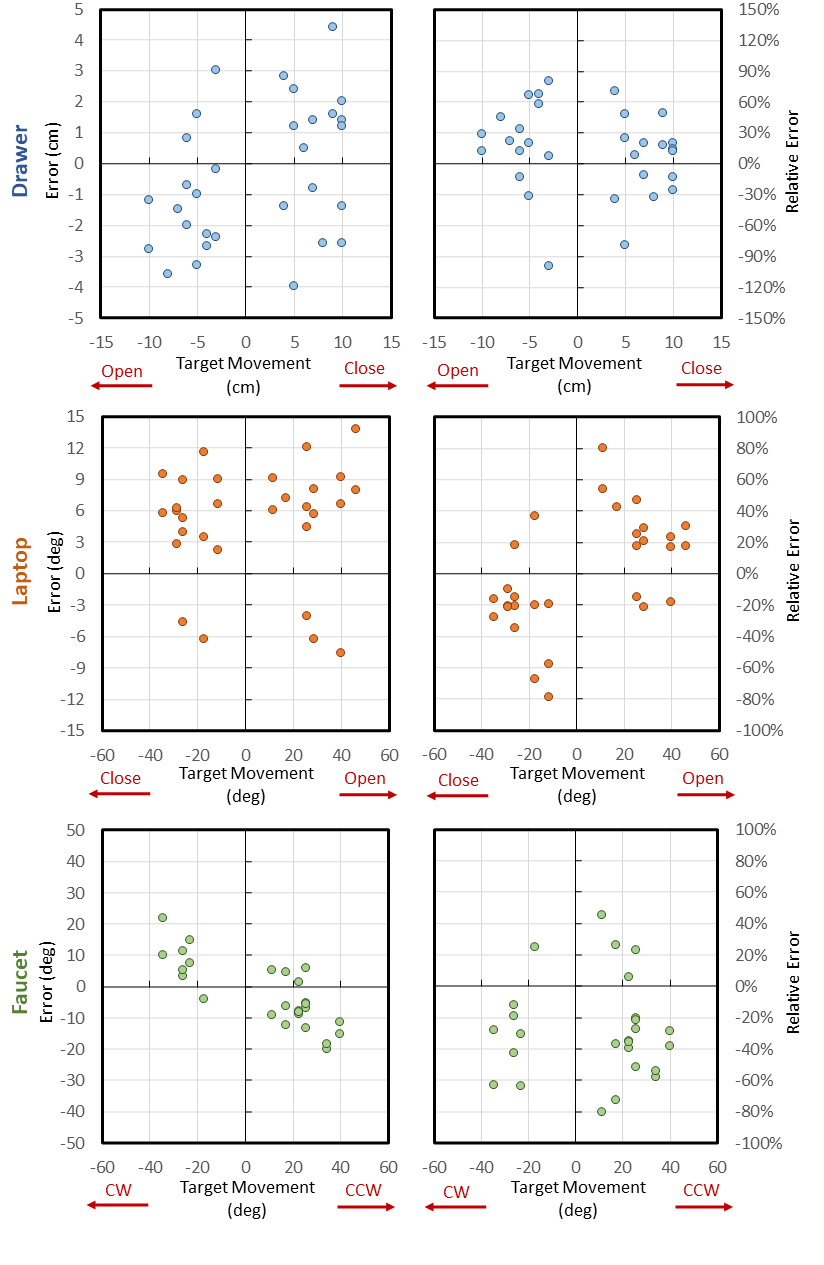 Drawer
Error (cm)
5
4
3
2
1
0
-1
-2
-3
-4
-5
-15 -10 -5 0 5 10 15
Target Movement
(cm)
Open
Close
150%
120%
90%
60%
30%
0%
-30%
-60%
-90%
-120%
-150%
Relative Error
-15 -10 -5 0 5 10 15
Target Movement
(cm)
Open
Close
Laptop
Error (deg)
15
12
9
6
3
0
-3
-6
-9
-12
-15
-60 -40 -20 0 20 40 60
Target Movement
(deg)
Close
Open
100%
80%
60%
40%
20%
0%
-20%
-40%
-60%
-80%
-100%
Relative Error
-60 -40 -20 0 20 40 60
Target Movement
(deg)
Close
Open
Faucet
Error (deg)
50
40
30
20
10
0
-10
-20
-30
-40
-50
-60 -40 -20 0 20 40 60
Target Movement
(deg)
CW
CCW
100%
80%
60%
40%
20%
0%
-20%
-40%
-60%
-80%
-100%
Relative Error
-60 -40 -20 0 20 40 60
Target Movement
(deg)
CW
CCW